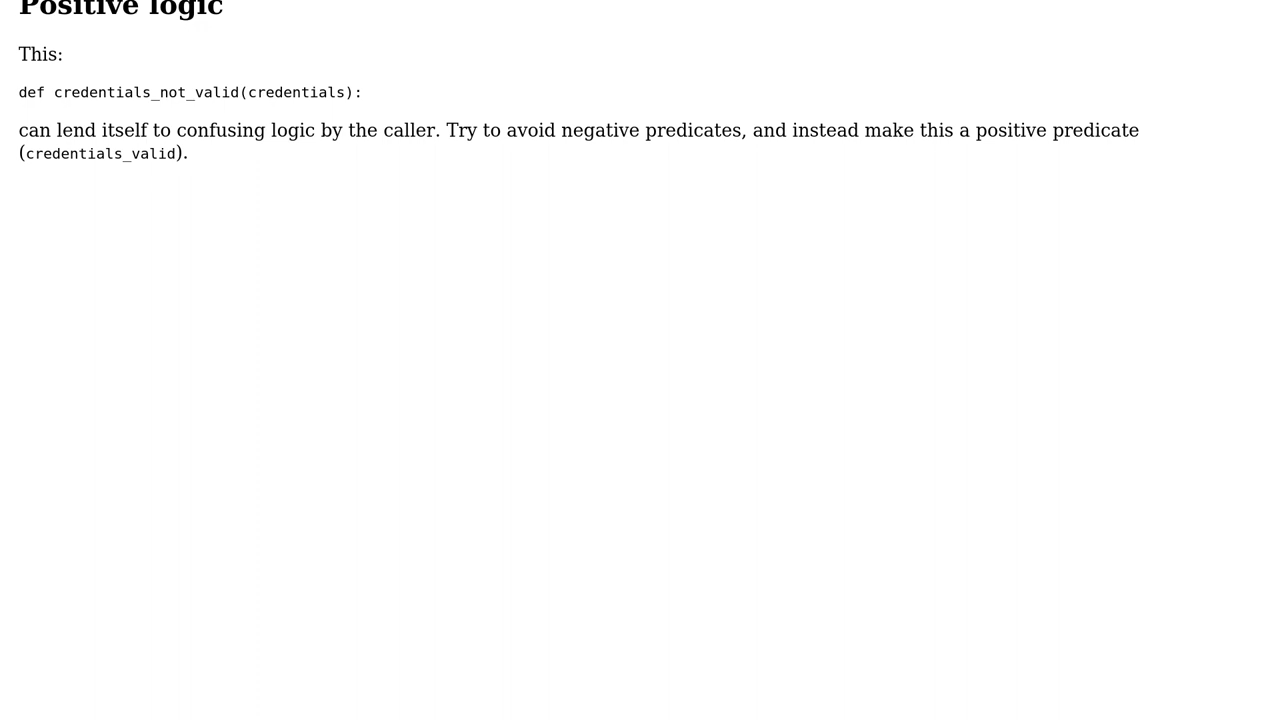 Positive logic
This:
def credentials_not_valid(credentials):
can lend itself to confusing logic by the caller. Try to avoid negative predicates, and instead make this a positive predicate
(credentials_valid).